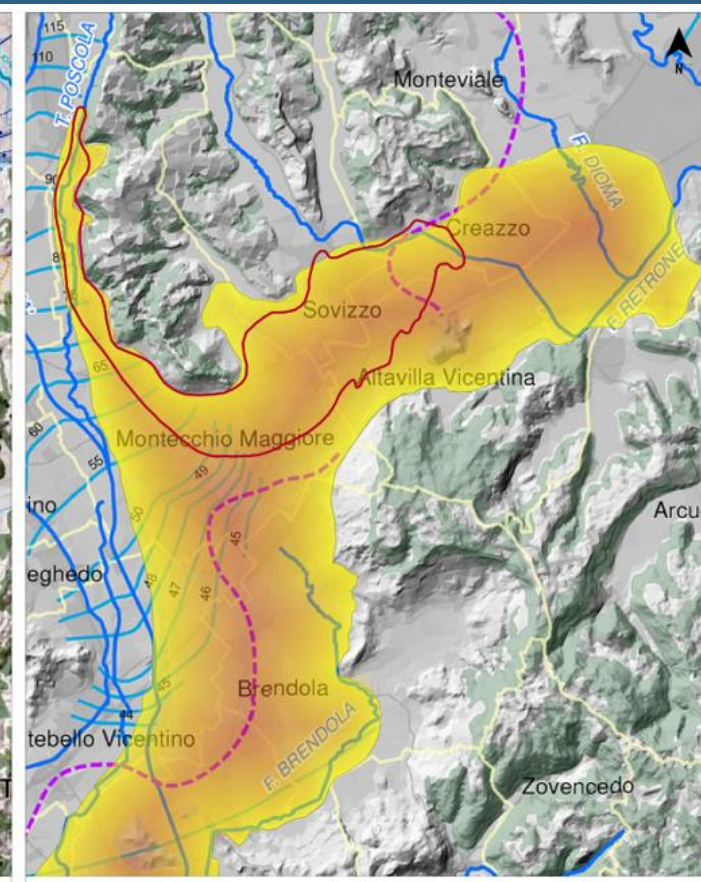 115
110
T. POSCOLA
N
Monteviale
R. DIOMA
90
Creazzo
F. RETRONE
Sovizzo
65
Altavilla Vicentina
60
Montecchio Maggiore
55
49
50
ino
45
Arcu
eghedo
48
47
46
45
Brendola
44
tebello Vicentino
F. BRENDOLA
T
Zovencedo